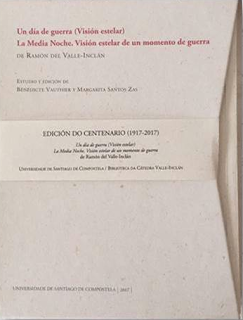 Un día de guerra (Visión estelar)
La Media Noche. Visión estelar de un momento de guerra
DE RAMÓN DEL VALLE-INCLÁN
ESTUDIO Y EDICIÓN DE
BÉNÉDICTE VAUTHIER Y MARGARITA SANTOS ZAS
EDICIÓN DO CENTENARIO (1917-2017)
Un día de guerra (Visión estelar)
La Media Noche. Visión estelar de un momento de guerra
de Ramón del Valle-Inclán
UNIVERSIDADE DE SANTIAGO DE COMPOSTELA / BIBLIOTECA DA CÁTEDRA VALLE-INCLÁN
UNIVERSIDADE DE SANTIAGO DE COMPOSTELA | 2017 |